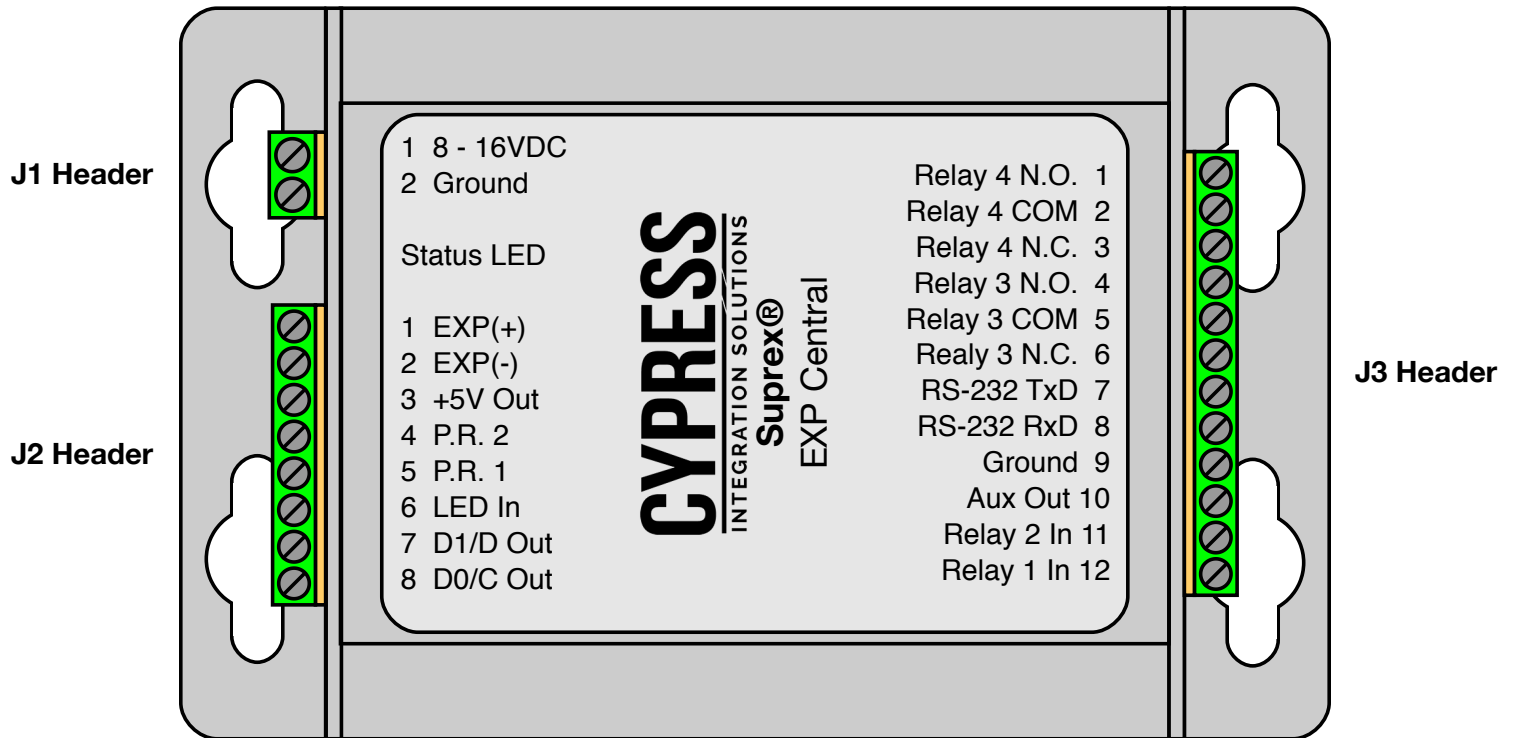 J1 Header
J2 Header
1 8 - 16VDC
2 Ground
Status LED
1 EXP(+)
2 EXP(-)
3 +5V Out
4 P.R. 2
5 P.R. 1
6 LED In
7 D1/D Out
8 D0/C Out
CYPRESS
INTEGRATION SOLUTIONS
Suprex®
EXP Central
Relay 4 N.O. 1
Relay 4 COM 2
Relay 4 N.C. 3
Relay 3 N.O. 4
Relay 3 COM 5
Realy 3 N.C. 6
RS-232 TxD 7
RS-232 RxD 8
Ground 9
Aux Out 10
Relay 2 In 11
Relay 1 In 12
J3 Header